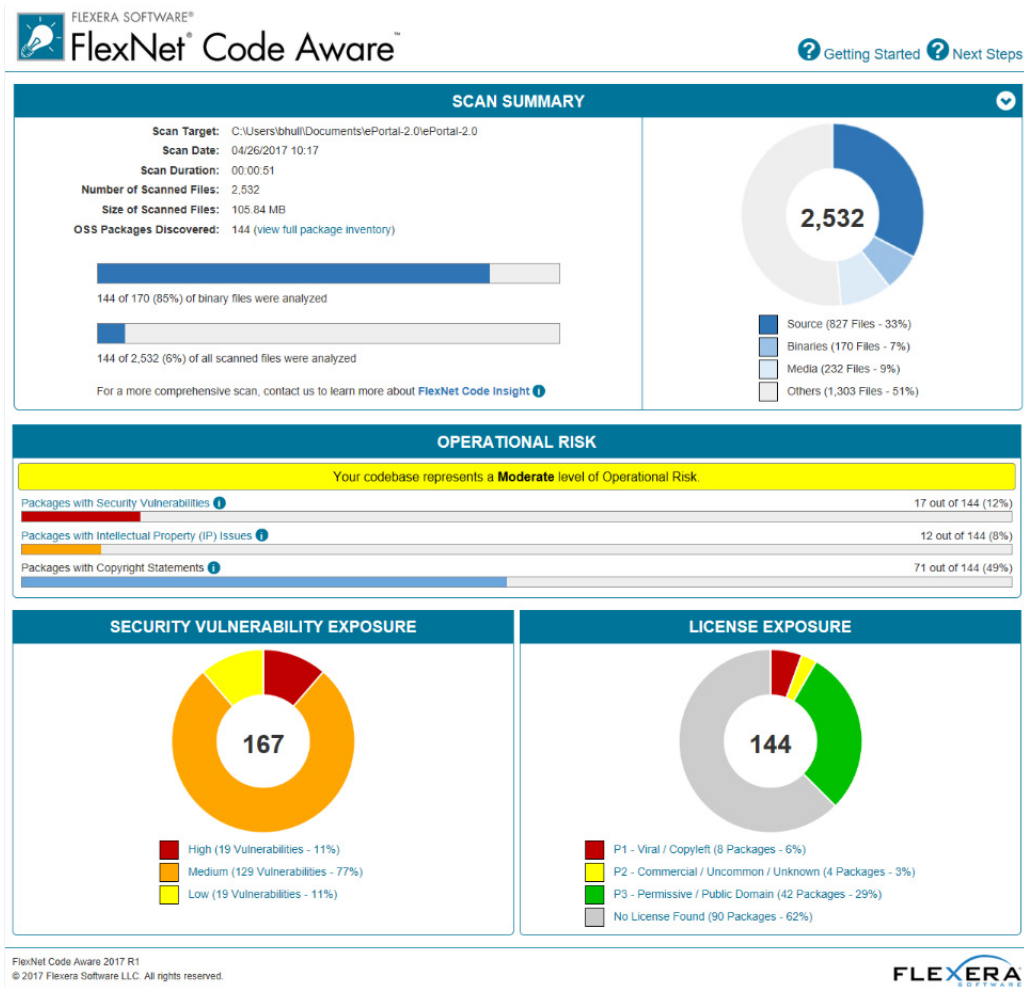 FLEXERA SOFTWARE®
FlexNet® Code Aware™
? Getting Started ? Next Steps
SCAN SUMMARY
Scan Target: C:\Users\bhull\Documents\ePortal-2.0\ePortal-2.0
Scan Date: 04/26/2017 10:17
Scan Duration: 00:00:51
Number of Scanned Files: 2,532
Size of Scanned Files: 105.84 MB
OSS Packages Discovered: 144 (view full package inventory)
144 of 170 (85%) of binary files were analyzed
144 of 2,532 (6%) of all scanned files were analyzed
For a more comprehensive scan, contact us to learn more about FlexNet Code Insight i
2,532
Source (827 Files - 33%)
Binaries (170 Files - 7%)
Media (232 Files - 9%)
Others (1,303 Files - 51%)
OPERATIONAL RISK
Your codebase represents a Moderate level of Operational Risk.
Packages with Security Vulnerabilities i 17 out of 144 (12%)
Packages with Intellectual Property (IP) Issues i 12 out of 144 (8%)
Packages with Copyright Statements i 71 out of 144 (49%)
SECURITY VULNERABILITY EXPOSURE
167
High (19 Vulnerabilities - 11%)
Medium (129 Vulnerabilities - 77%)
Low (19 Vulnerabilities - 11%)
LICENSE EXPOSURE
144
P1 - Viral / Copyleft (8 Packages - 6%)
P2 - Commercial / Uncommon / Unknown (4 Packages - 3%)
P3 - Permissive / Public Domain (42 Packages - 29%)
No License Found (90 Packages - 62%)
FlexNet Code Aware 2017 R1
© 2017 Flexera Software LLC. All rights reserved.
FLEXERA
SOFTWARE